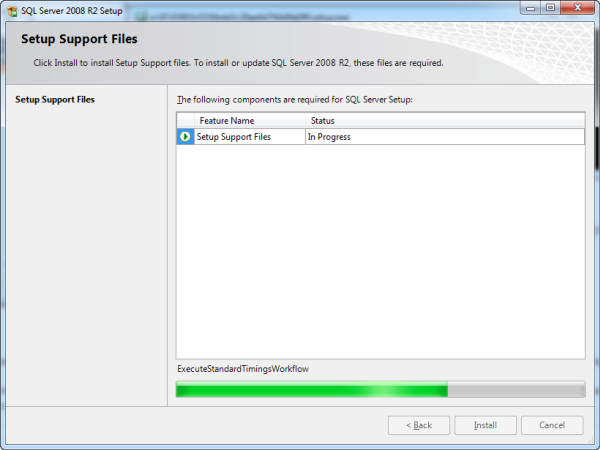 SQL Server 2008 R2 Setup
Setup Support Files
Click Install to install Setup Support files. To install or update SQL Server 2008 R2, these files are required.
Setup Support Files
The following components are required for SQL Server Setup:
Feature Name Status
Setup Support Files In Progress
ExecuteStandardTimingsWorkflow
< Back Install Cancel